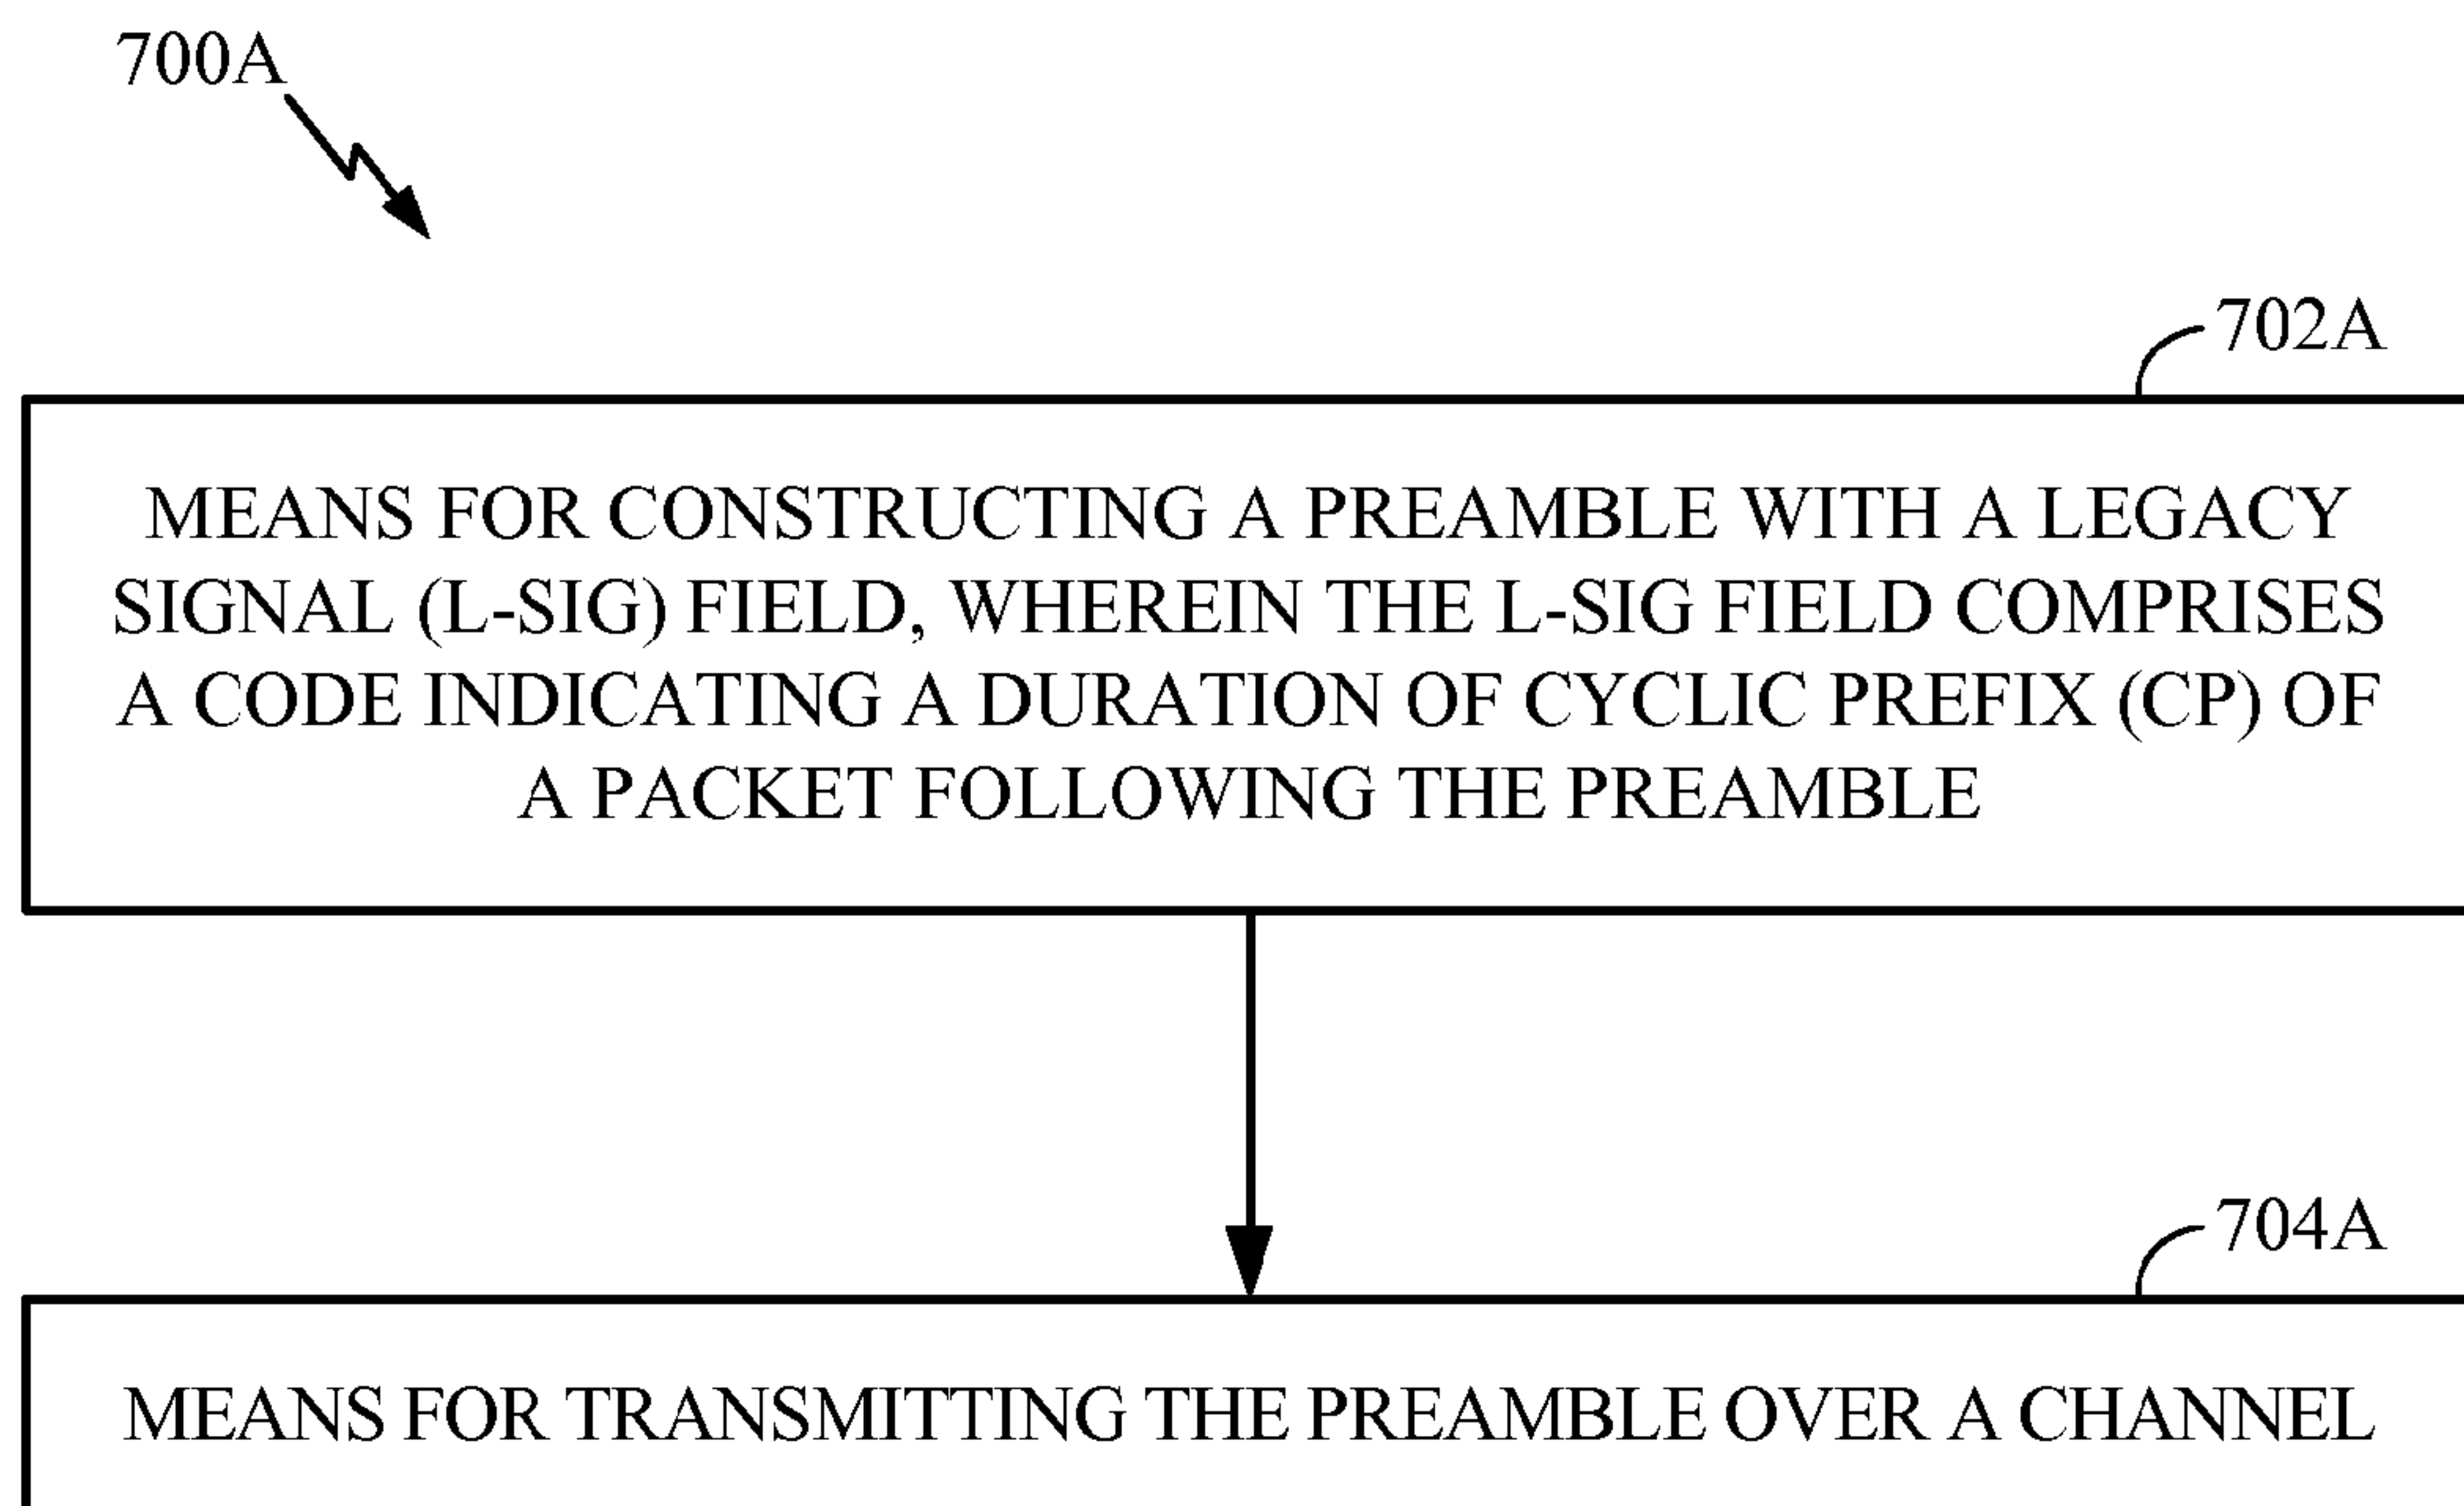 700A
702A
MEANS FOR CONSTRUCTING A PREAMBLE WITH A LEGACY
SIGNAL (L-SIG) FIELD, WHEREIN THE L-SIG FIELD COMPRISES
A CODE INDICATING A DURATION OF CYCLIC PREFIX (CP) OF
A PACKET FOLLOWING THE PREAMBLE
704A
MEANS FOR TRANSMITTING THE PREAMBLE OVER A CHANNEL